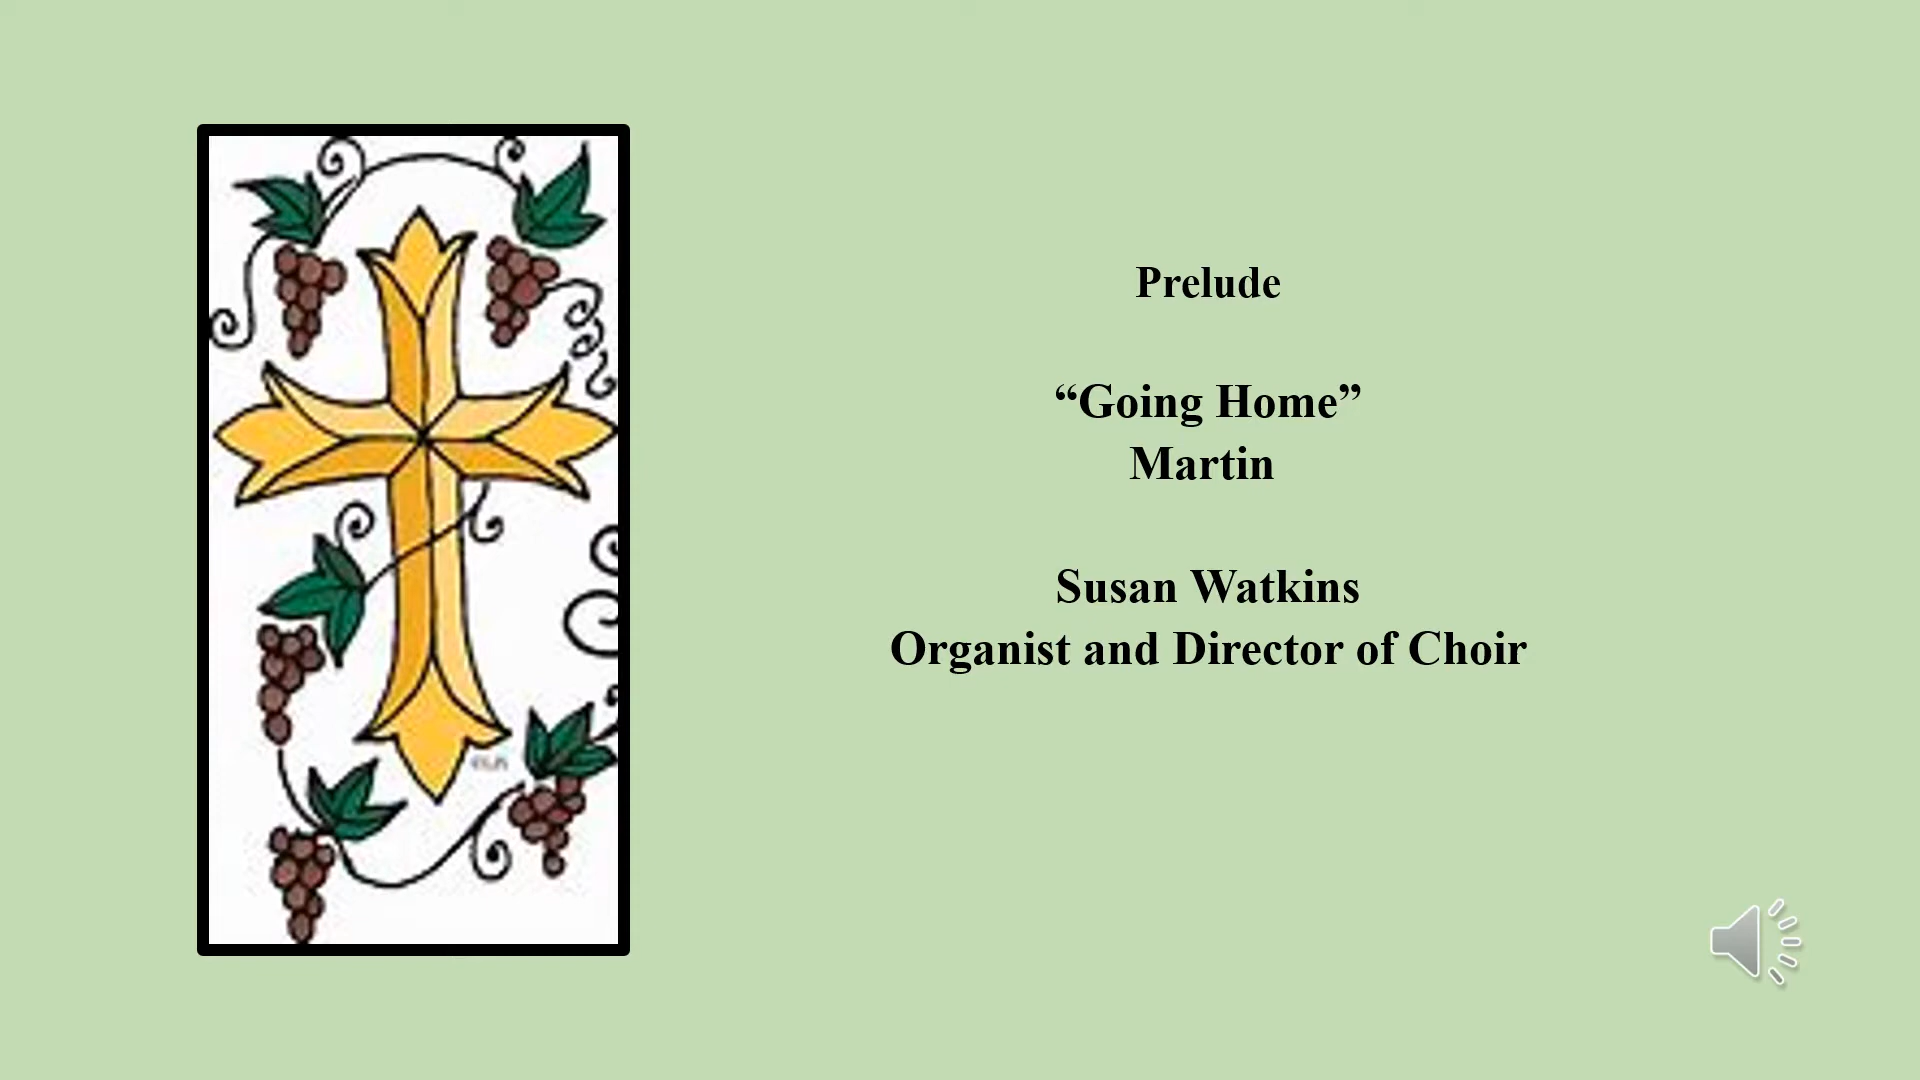 Prelude
“Going Home”
Martin
Susan Watkins
Organist and Director of Choir